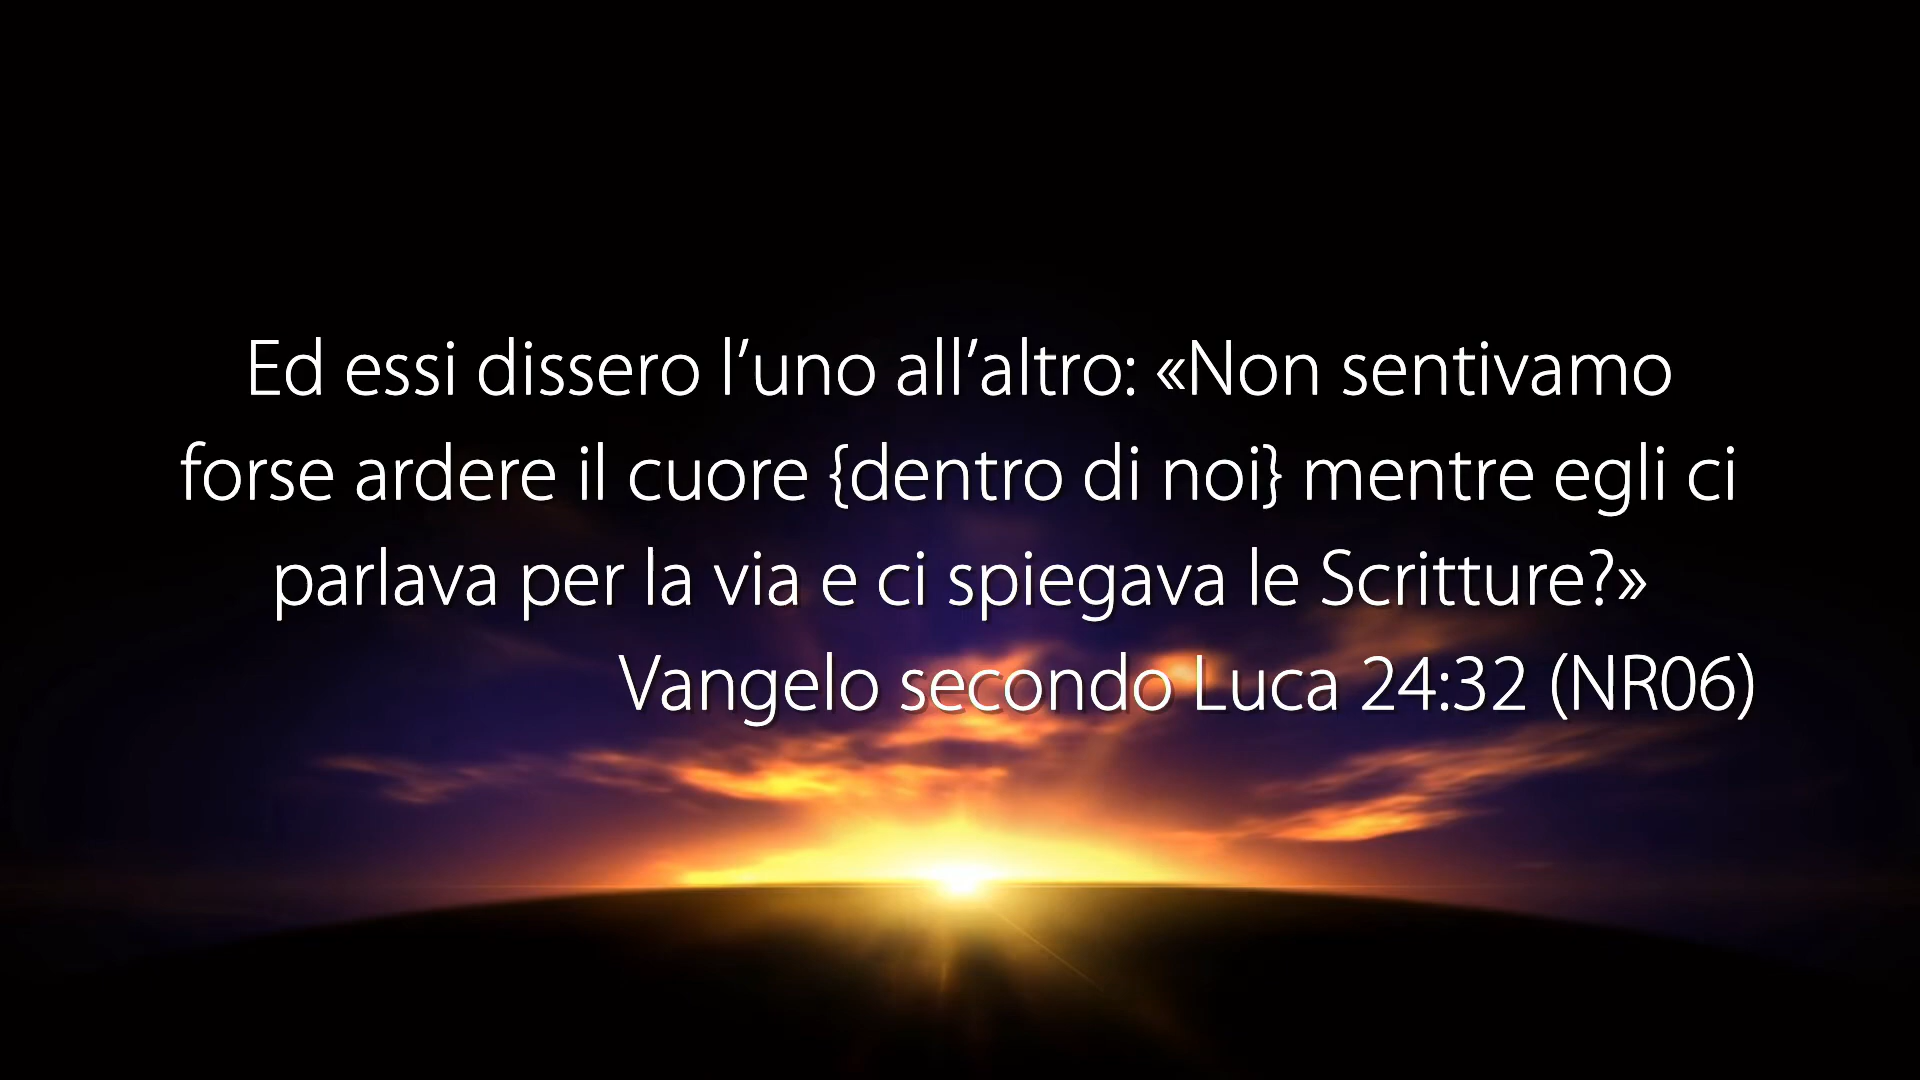 Ed essi dissero l’uno all’altro: «Non sentivamo
forse ardere il cuore {dentro di noi} mentre egli ci
parlava per la via e ci spiegava le Scritture?»
Vangelo secondo Luca 24:32 (NR06)